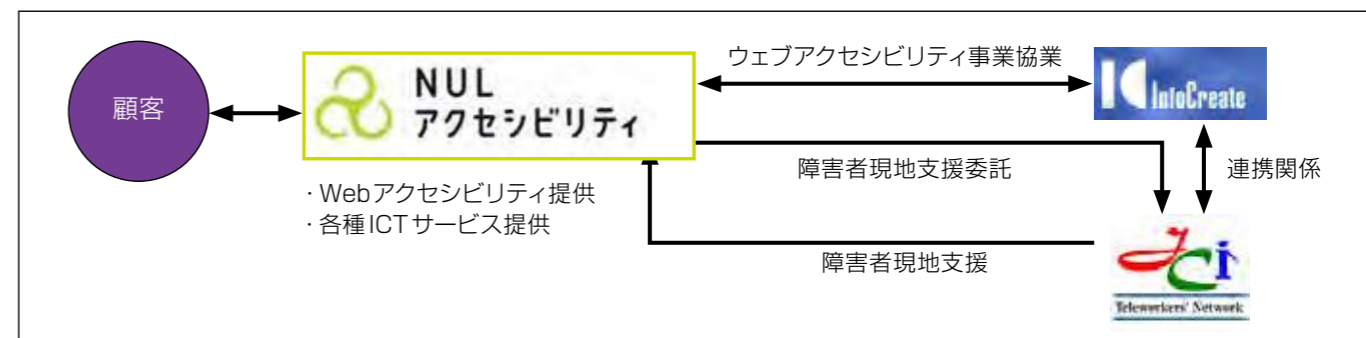 顧客
NUL
アクセシビリティ
・Webアクセシビリティ提供
・各種ICTサービス提供
ウェブアクセシビリティ事業協業
IC InfoCreate
障害者現地支援委託
連携関係
障害者現地支援
JCI
Teleworkers' Network